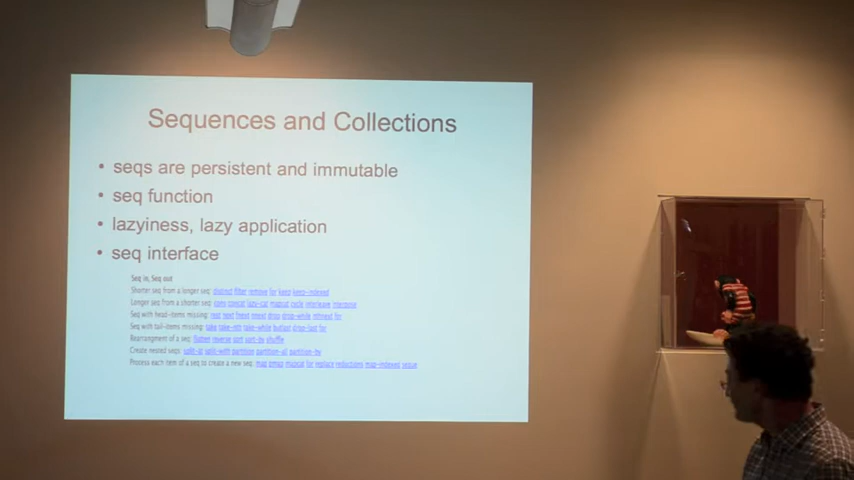 Sequences and Collections
• seqs are persistent and immutable
• seq function
• lazyiness, lazy application
• seq interface
Seq in, Seq out
Shorter seq from a longer seq: distinct filter remove for keep keep-indexed
Longer seq from a shorter seq: cons concat lazy-cat mapcat cycle interleave interpose
Seq with head-items missing: rest next fnext nnext drop drop-while nthnext for
Seq with tail-items missing: take take-nth take-while butlast drop-last for
Rearrangment of a seq: flatten reverse sort sort-by shuffle
Create nested seqs: split-at split-with partition partition-all partition-by
Process each item of a seq to create a new seq: map pmap mapcat for replace reductions map-indexed seque